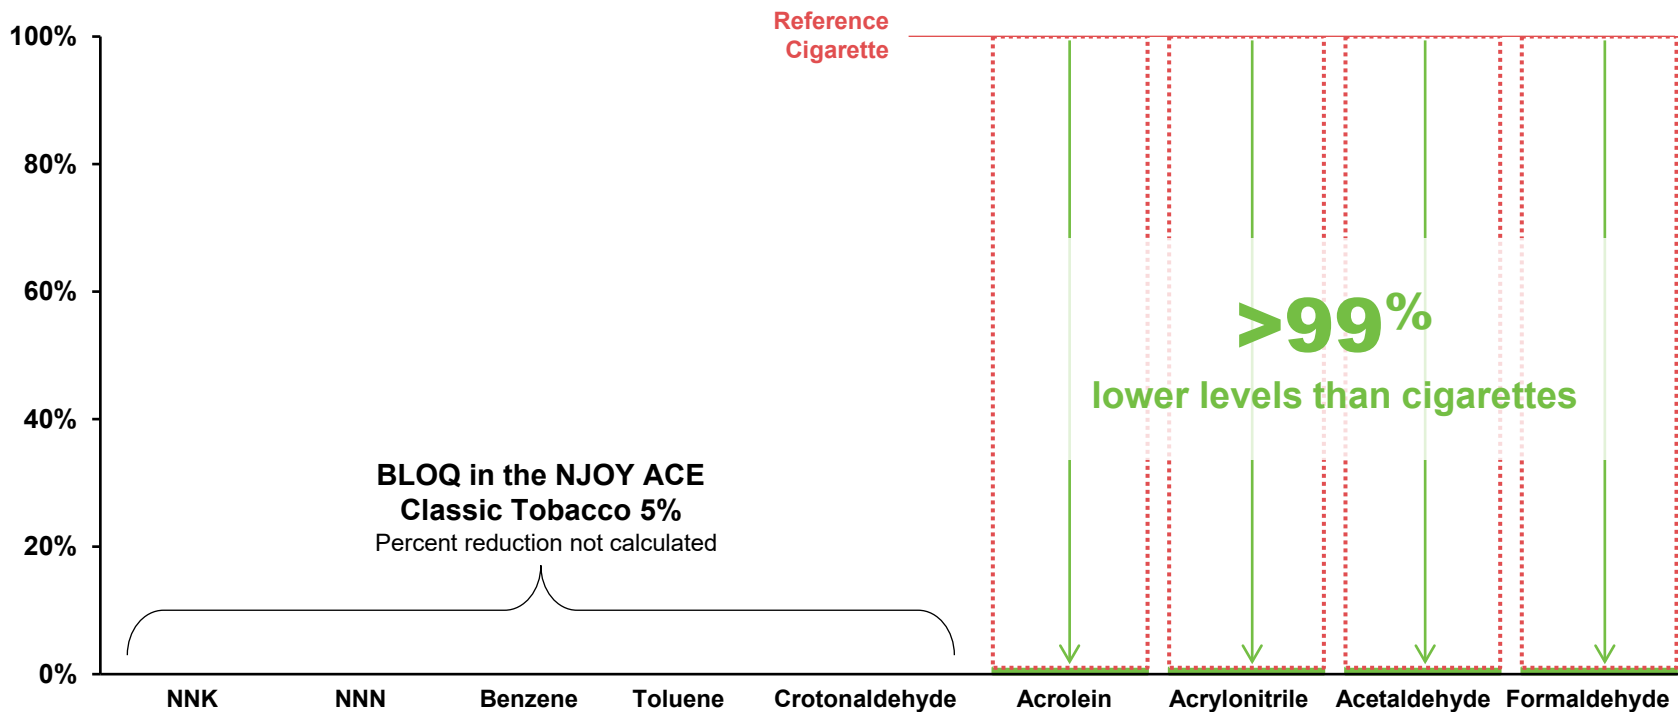 Reference
Cigarette
100%
80%
60%
40%
20%
0%
>99%
lower levels than cigarettes
BLOQ in the NJOY ACE
Classic Tobacco 5%
Percent reduction not calculated
NNK NNN Benzene Toluene Crotonaldehyde Acrolein Acrylonitrile Acetaldehyde Formaldehyde